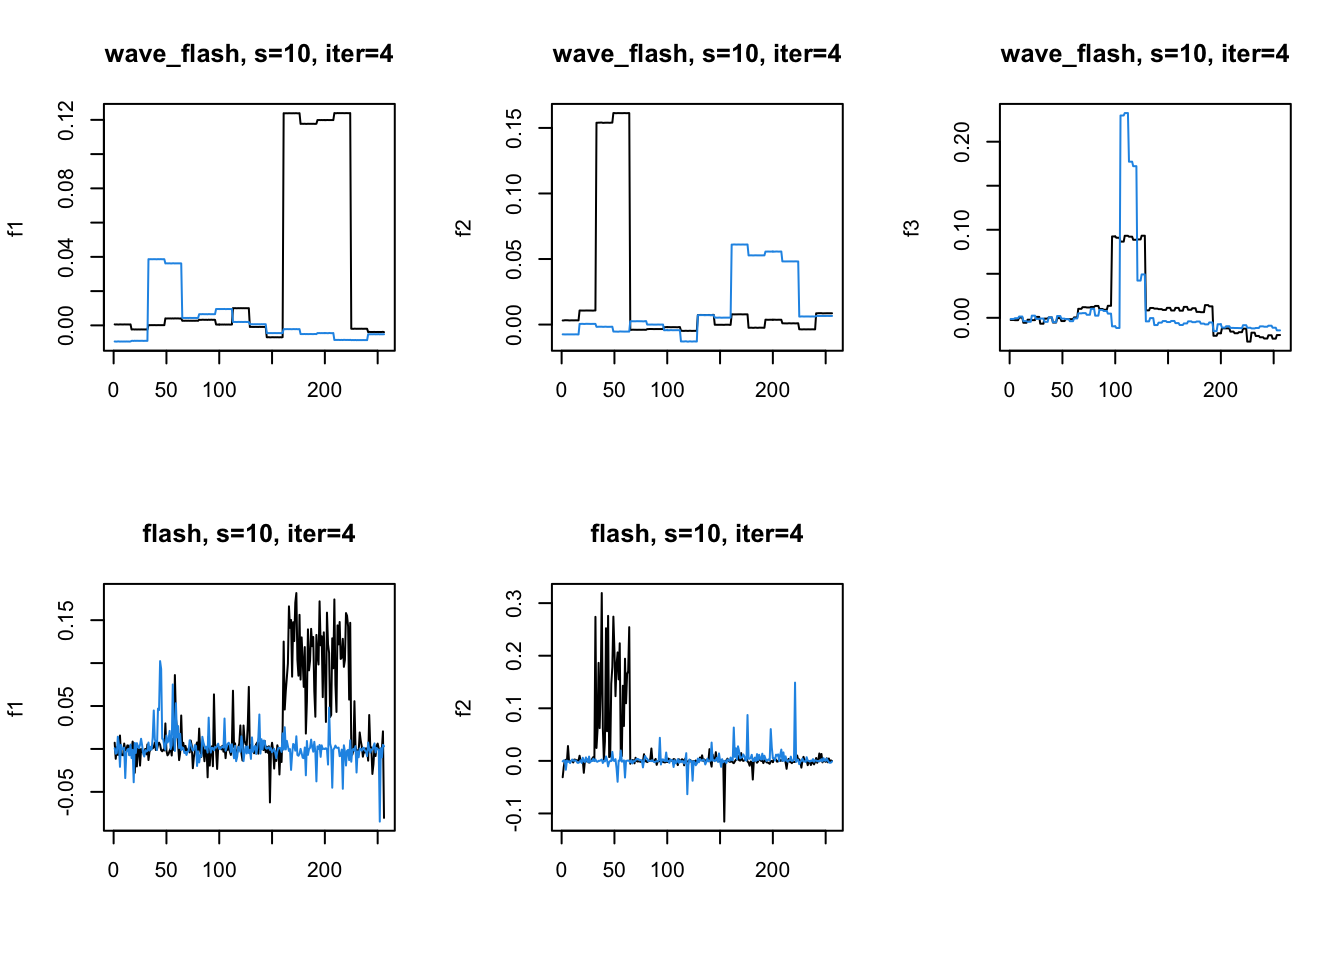 wave_flash, s=10, iter=4
f1
0.00 0.04 0.08 0.12
0 50 100 200
wave_flash, s=10, iter=4
f2
0.00 0.05 0.10 0.15
0 50 100 200
wave_flash, s=10, iter=4
f3
0.00 0.10 0.20
0 50 100 200
flash, s=10, iter=4
f1
-0.05 0.05 0.15
0 50 100 200
flash, s=10, iter=4
f2
-0.1 0.0 0.1 0.2 0.3
0 50 100 200